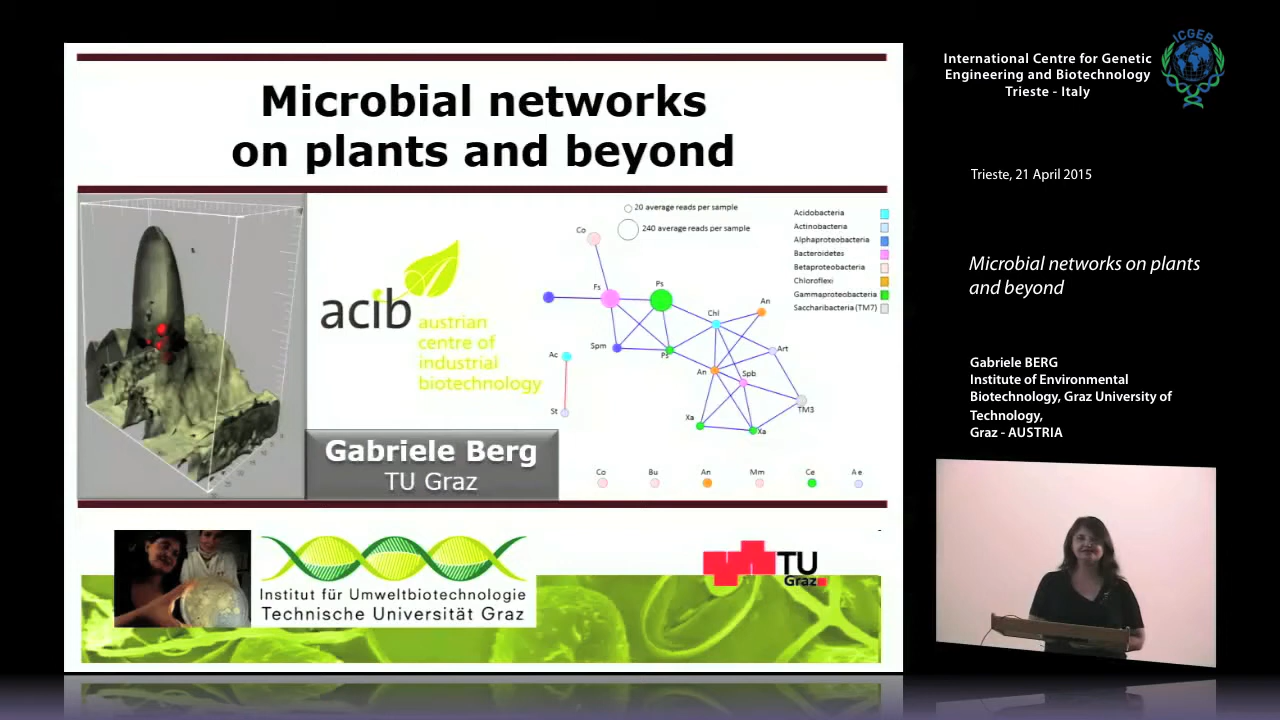 Microbial networks
on plants and beyond
acib
austrian
centre of
industrial
biotechnology
Gabriele Berg
TU Graz
20 average reads per sample
240 average reads per sample
Acidobacteria
Actinobacteria
Alphaproteobacteria
Bacteroidetes
Betaproteobacteria
Chloroflexi
Gammaproteobacteria
Saccharibacteria (TM7)
Co
Fs
Ps
Chl
An
Spm
Ps
Art
Ac
An
Spb
St
Xa
Xa
TM3
Co
Bu
An
Mm
Ce
Ae
Institut für Umweltbiotechnologie
Technische Universität Graz
TU
Graz
International Centre for Genetic
Engineering and Biotechnology
Trieste - Italy
ICGEB
Trieste, 21 April 2015
Microbial networks on plants
and beyond
Gabriele BERG
Institute of Environmental
Biotechnology, Graz University of
Technology,
Graz - AUSTRIA